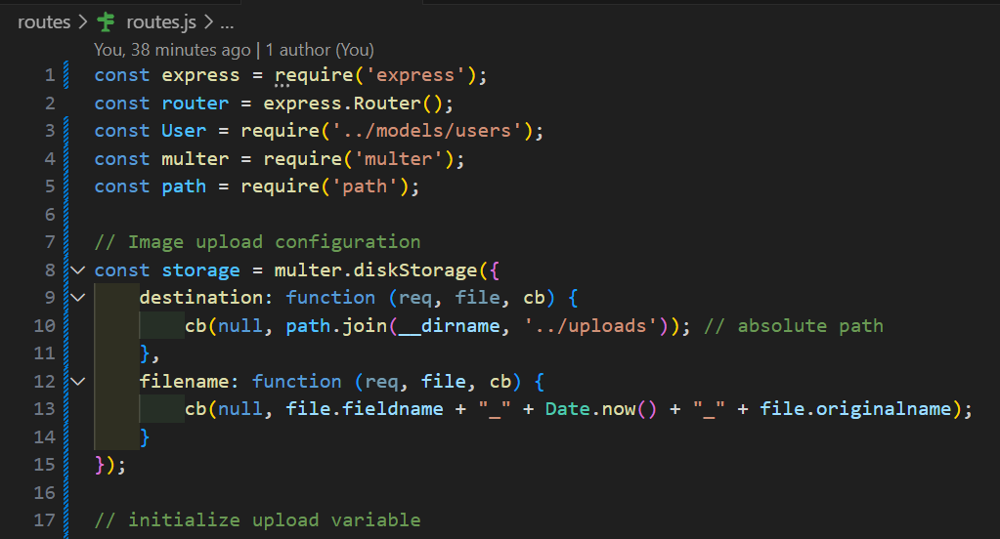 routes > routes.js > ...
You, 38 minutes ago | 1 author (You)
1 const express = require('express');
2 const router = express.Router();
3 const User = require('../models/users');
4 const multer = require('multer');
5 const path = require('path');
6
7 // Image upload configuration
8 const storage = multer.diskStorage({
9     destination: function (req, file, cb) {
10         cb(null, path.join(__dirname, '../uploads')); // absolute path
11     },
12     filename: function (req, file, cb) {
13         cb(null, file.fieldname + "_" + Date.now() + "_" + file.originalname);
14     }
15 });
16
17 // initialize upload variable